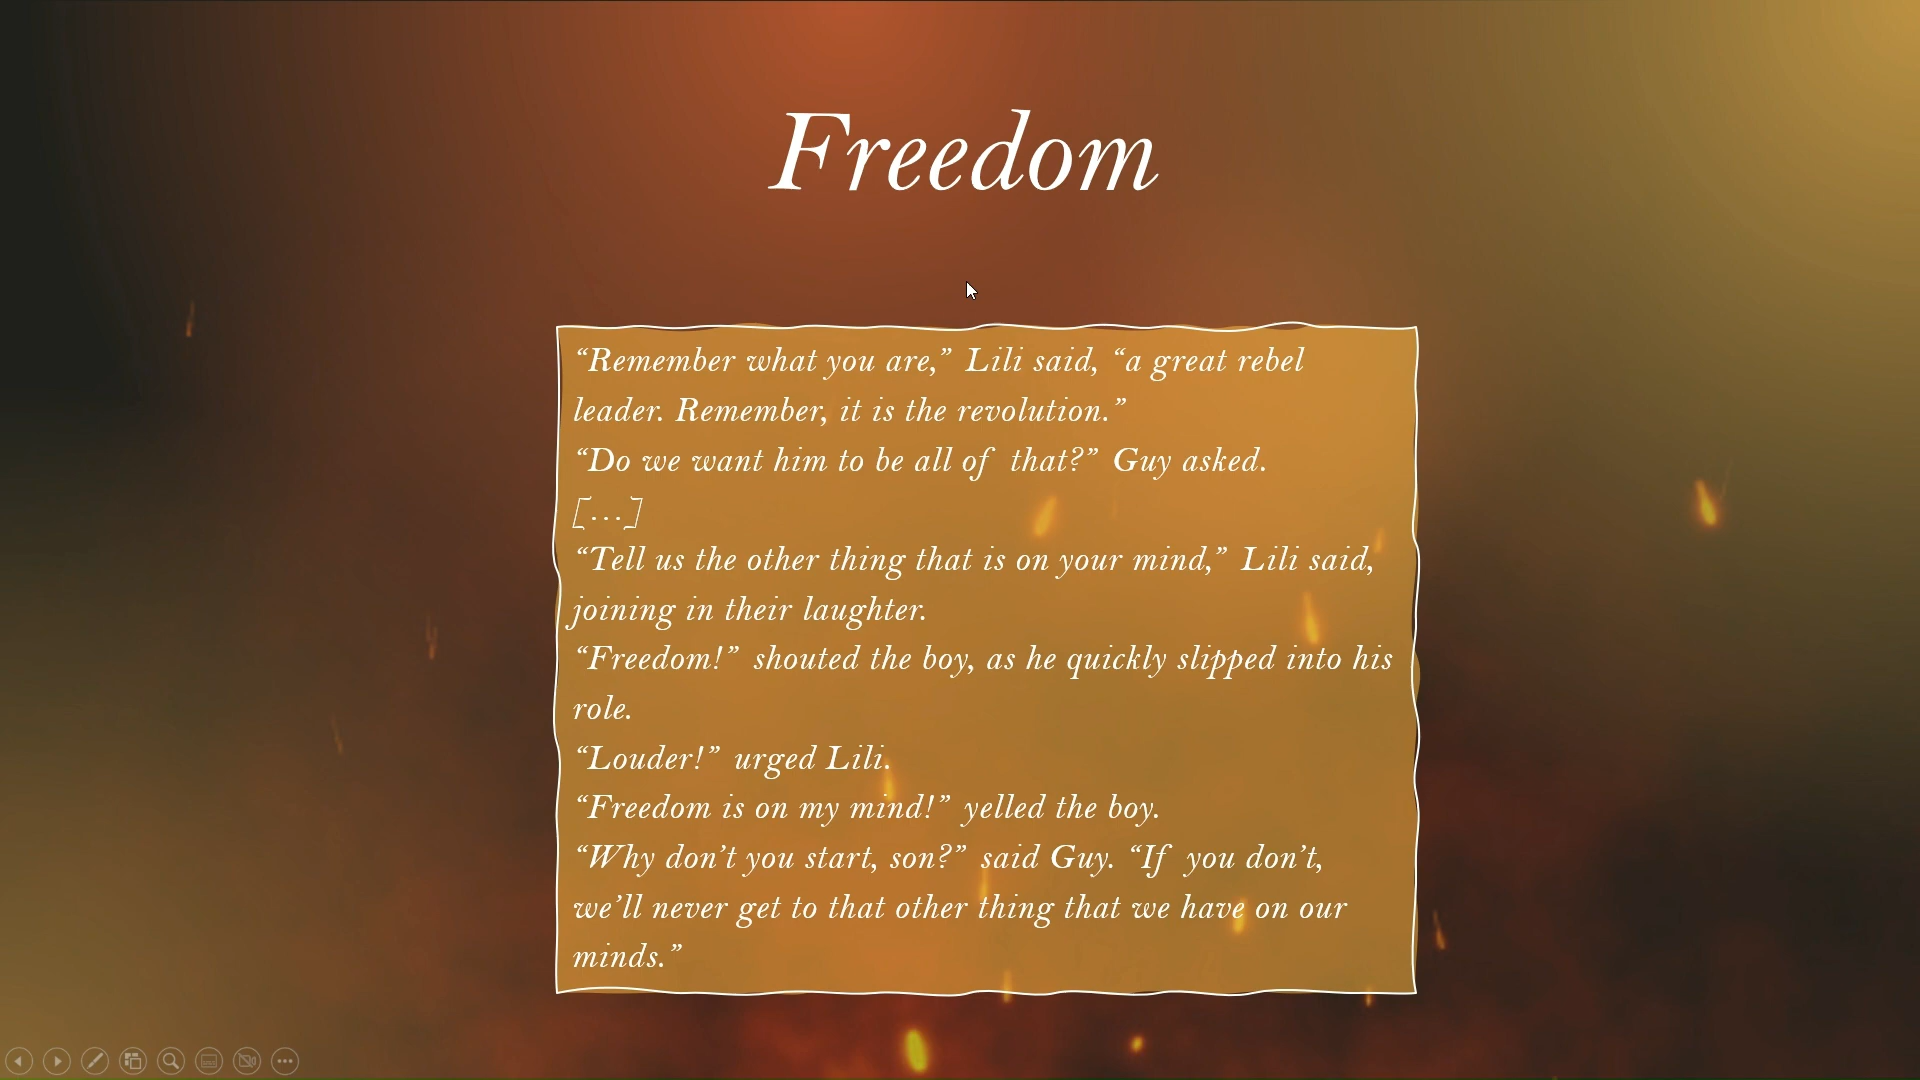 Freedom
“Remember what you are,” Lili said, “a great rebel
leader. Remember, it is the revolution.”
“Do we want him to be all of that?” Guy asked.
[…]
“Tell us the other thing that is on your mind,” Lili said,
joining in their laughter.
“Freedom!” shouted the boy, as he quickly slipped into his
role.
“Louder!” urged Lili.
“Freedom is on my mind!” yelled the boy.
“Why don’t you start, son?” said Guy. “If you don’t,
we’ll never get to that other thing that we have on our
minds.”